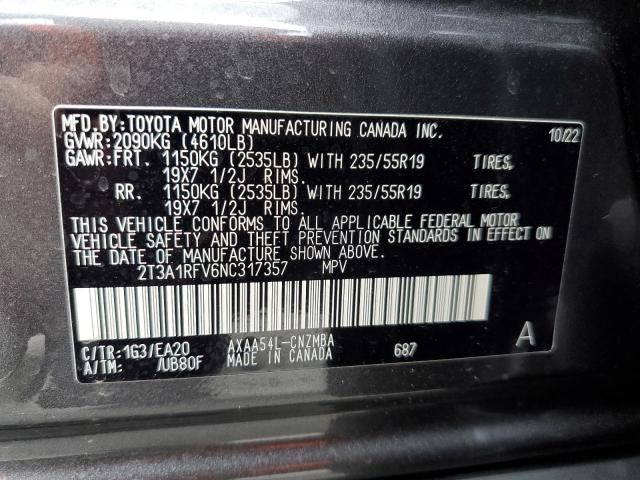 MFD.BY:TOYOTA MOTOR MANUFACTURING CANADA INC. 10/22
GVWR:2090KG (4610LB)
GAWR:FRT. 1150KG (2535LB) WITH 235/55R19 TIRES,
19X7 1/2J RIMS.
RR. 1150KG (2535LB) WITH 235/55R19 TIRES,
19X7 1/2J RIMS.
THIS VEHICLE CONFORMS TO ALL APPLICABLE FEDERAL MOTOR
VEHICLE SAFETY AND THEFT PREVENTION STANDARDS IN EFFECT ON
THE DATE OF MANUFACTURE SHOWN ABOVE.
2T3A1RFV6NC317357 MPV
C/TR:1G3/EA20 AXAA54L-CNZMBA 687 A
A/TM: /UB80F MADE IN CANADA